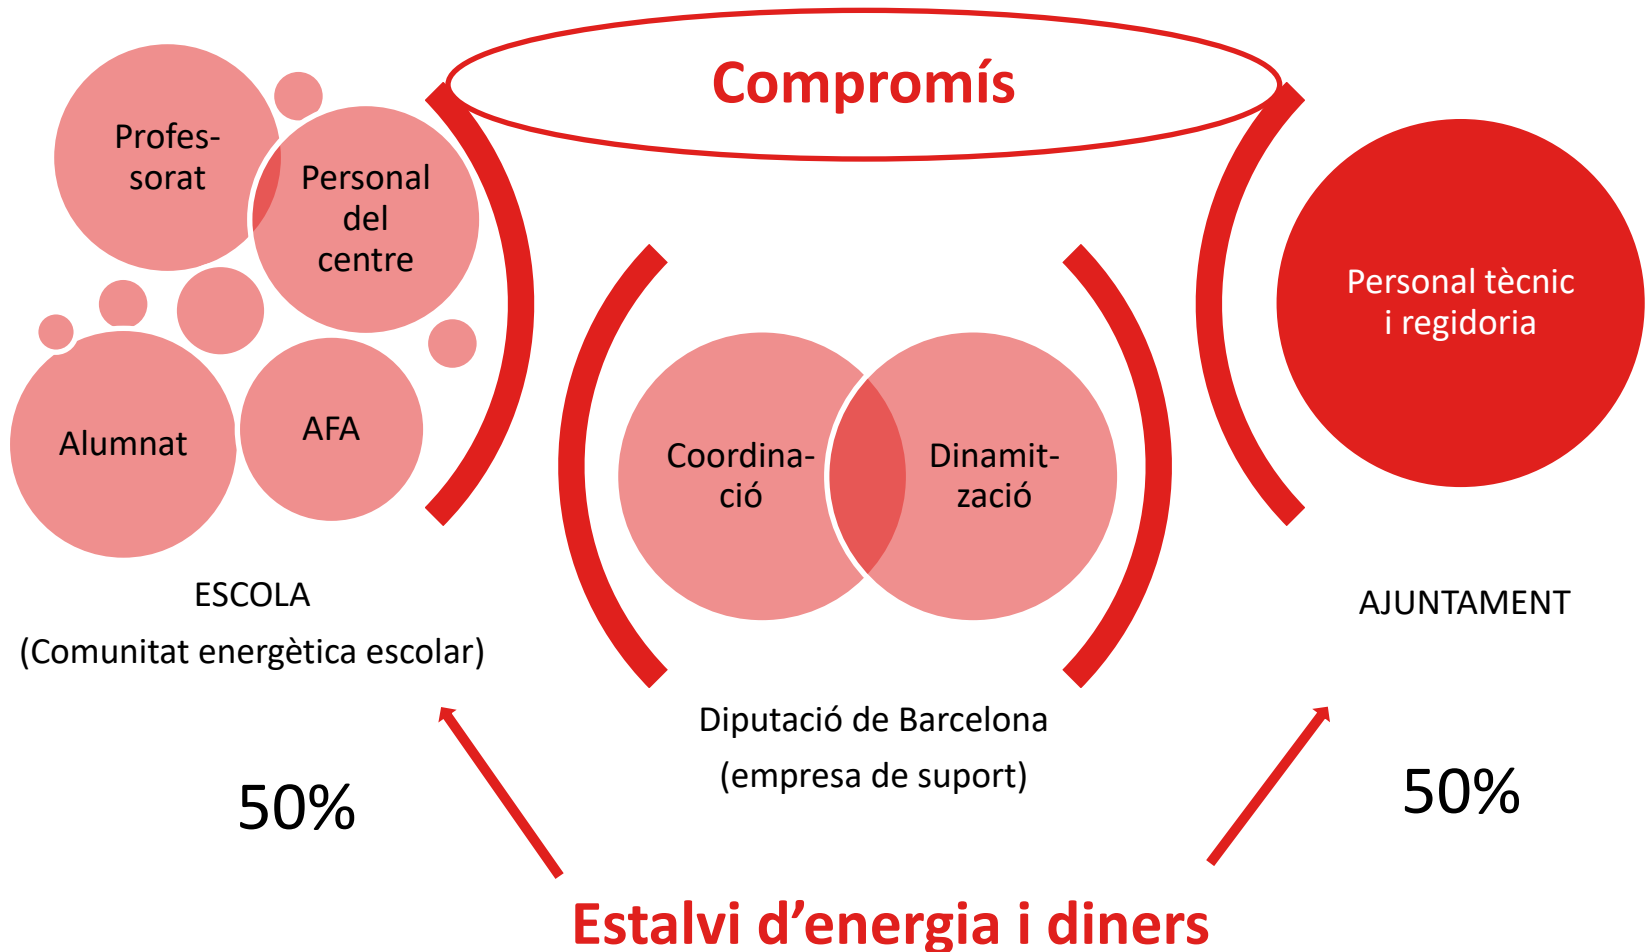 Compromís
Profes-
sorat
Personal
del
centre
Alumnat
AFA
ESCOLA
(Comunitat energètica escolar)
50%
Coordina-
ció
Dinamit-
zació
Diputació de Barcelona
(empresa de suport)
Personal tècnic
i regidoria
AJUNTAMENT
50%
Estalvi d’energia i diners